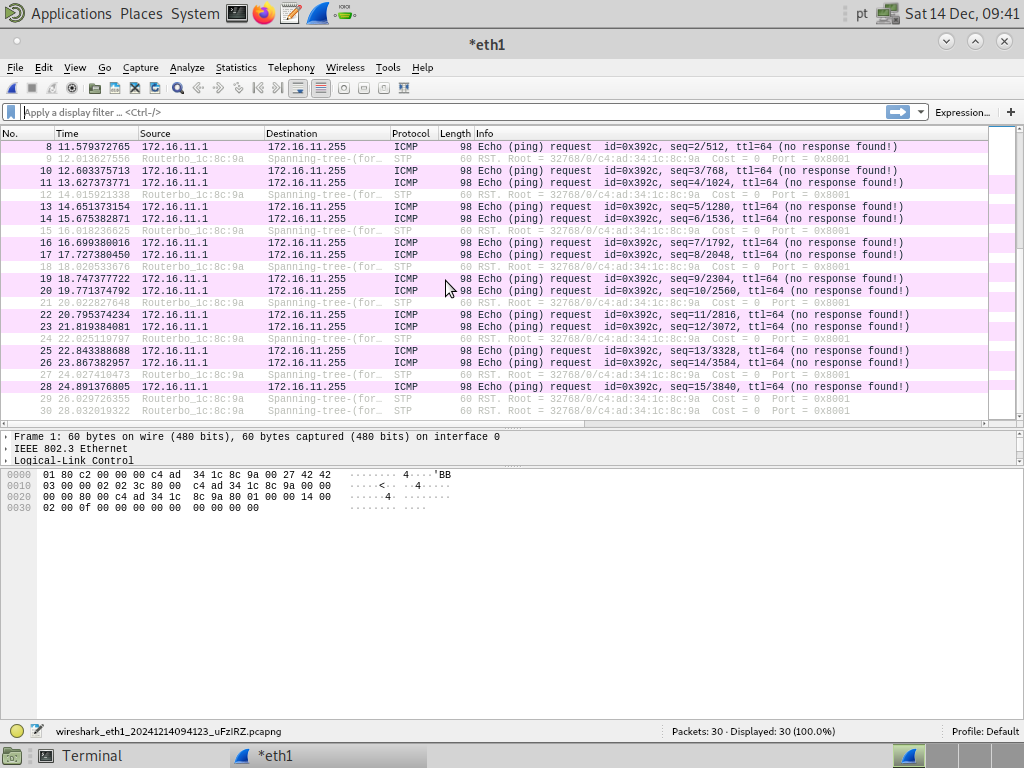 Applications Places System pt Sat 14 Dec, 09:41
*eth1
File Edit View Go Capture Analyze Statistics Telephony Wireless Tools Help
Apply a display filter ... <Ctrl-/> Expression... +
No. Time Source Destination Protocol Length Info
8 11.579372765 172.16.11.1 172.16.11.255 ICMP 98 Echo (ping) request id=0x392c, seq=2/512, ttl=64 (no response found!)
9 12.013627556 Routerbo_1c:8c:9a Spanning-tree-(for… STP 60 RST. Root = 32768/0/c4:ad:34:1c:8c:9a Cost = 0 Port = 0x8001
10 12.603375713 172.16.11.1 172.16.11.255 ICMP 98 Echo (ping) request id=0x392c, seq=3/768, ttl=64 (no response found!)
11 13.627373771 172.16.11.1 172.16.11.255 ICMP 98 Echo (ping) request id=0x392c, seq=4/1024, ttl=64 (no response found!)
12 14.015921338 Routerbo_1c:8c:9a Spanning-tree-(for… STP 60 RST. Root = 32768/0/c4:ad:34:1c:8c:9a Cost = 0 Port = 0x8001
13 14.651373154 172.16.11.1 172.16.11.255 ICMP 98 Echo (ping) request id=0x392c, seq=5/1280, ttl=64 (no response found!)
14 15.675382871 172.16.11.1 172.16.11.255 ICMP 98 Echo (ping) request id=0x392c, seq=6/1536, ttl=64 (no response found!)
15 16.018236625 Routerbo_1c:8c:9a Spanning-tree-(for… STP 60 RST. Root = 32768/0/c4:ad:34:1c:8c:9a Cost = 0 Port = 0x8001
16 16.699380016 172.16.11.1 172.16.11.255 ICMP 98 Echo (ping) request id=0x392c, seq=7/1792, ttl=64 (no response found!)
17 17.727380450 172.16.11.1 172.16.11.255 ICMP 98 Echo (ping) request id=0x392c, seq=8/2048, ttl=64 (no response found!)
18 18.020533676 Routerbo_1c:8c:9a Spanning-tree-(for… STP 60 RST. Root = 32768/0/c4:ad:34:1c:8c:9a Cost = 0 Port = 0x8001
19 18.747377722 172.16.11.1 172.16.11.255 ICMP 98 Echo (ping) request id=0x392c, seq=9/2304, ttl=64 (no response found!)
20 19.771374792 172.16.11.1 172.16.11.255 ICMP 98 Echo (ping) request id=0x392c, seq=10/2560, ttl=64 (no response found!)
21 20.022827648 Routerbo_1c:8c:9a Spanning-tree-(for… STP 60 RST. Root = 32768/0/c4:ad:34:1c:8c:9a Cost = 0 Port = 0x8001
22 20.795374234 172.16.11.1 172.16.11.255 ICMP 98 Echo (ping) request id=0x392c, seq=11/2816, ttl=64 (no response found!)
23 21.819384081 172.16.11.1 172.16.11.255 ICMP 98 Echo (ping) request id=0x392c, seq=12/3072, ttl=64 (no response found!)
24 22.025119797 Routerbo_1c:8c:9a Spanning-tree-(for… STP 60 RST. Root = 32768/0/c4:ad:34:1c:8c:9a Cost = 0 Port = 0x8001
25 22.843388688 172.16.11.1 172.16.11.255 ICMP 98 Echo (ping) request id=0x392c, seq=13/3328, ttl=64 (no response found!)
26 23.867382957 172.16.11.1 172.16.11.255 ICMP 98 Echo (ping) request id=0x392c, seq=14/3584, ttl=64 (no response found!)
27 24.027410473 Routerbo_1c:8c:9a Spanning-tree-(for… STP 60 RST. Root = 32768/0/c4:ad:34:1c:8c:9a Cost = 0 Port = 0x8001
28 24.891376805 172.16.11.1 172.16.11.255 ICMP 98 Echo (ping) request id=0x392c, seq=15/3840, ttl=64 (no response found!)
29 26.029726355 Routerbo_1c:8c:9a Spanning-tree-(for… STP 60 RST. Root = 32768/0/c4:ad:34:1c:8c:9a Cost = 0 Port = 0x8001
30 28.032019322 Routerbo_1c:8c:9a Spanning-tree-(for… STP 60 RST. Root = 32768/0/c4:ad:34:1c:8c:9a Cost = 0 Port = 0x8001
Frame 1: 60 bytes on wire (480 bits), 60 bytes captured (480 bits) on interface 0
IEEE 802.3 Ethernet
Logical-Link Control
0000 01 80 c2 00 00 00 c4 ad 34 1c 8c 9a 00 27 42 42 ········ 4····'BB
0010 03 00 00 02 02 3c 80 00 c4 ad 34 1c 8c 9a 00 00 ·····<·· ··4·····
0020 00 00 80 00 c4 ad 34 1c 8c 9a 80 01 00 00 14 00 ······4· ········
0030 02 00 0f 00 00 00 00 00 00 00 00 00 ········ ····
wireshark_eth1_20241214094123_uFzIRZ.pcapng Packets: 30 · Displayed: 30 (100.0%) Profile: Default
Terminal *eth1